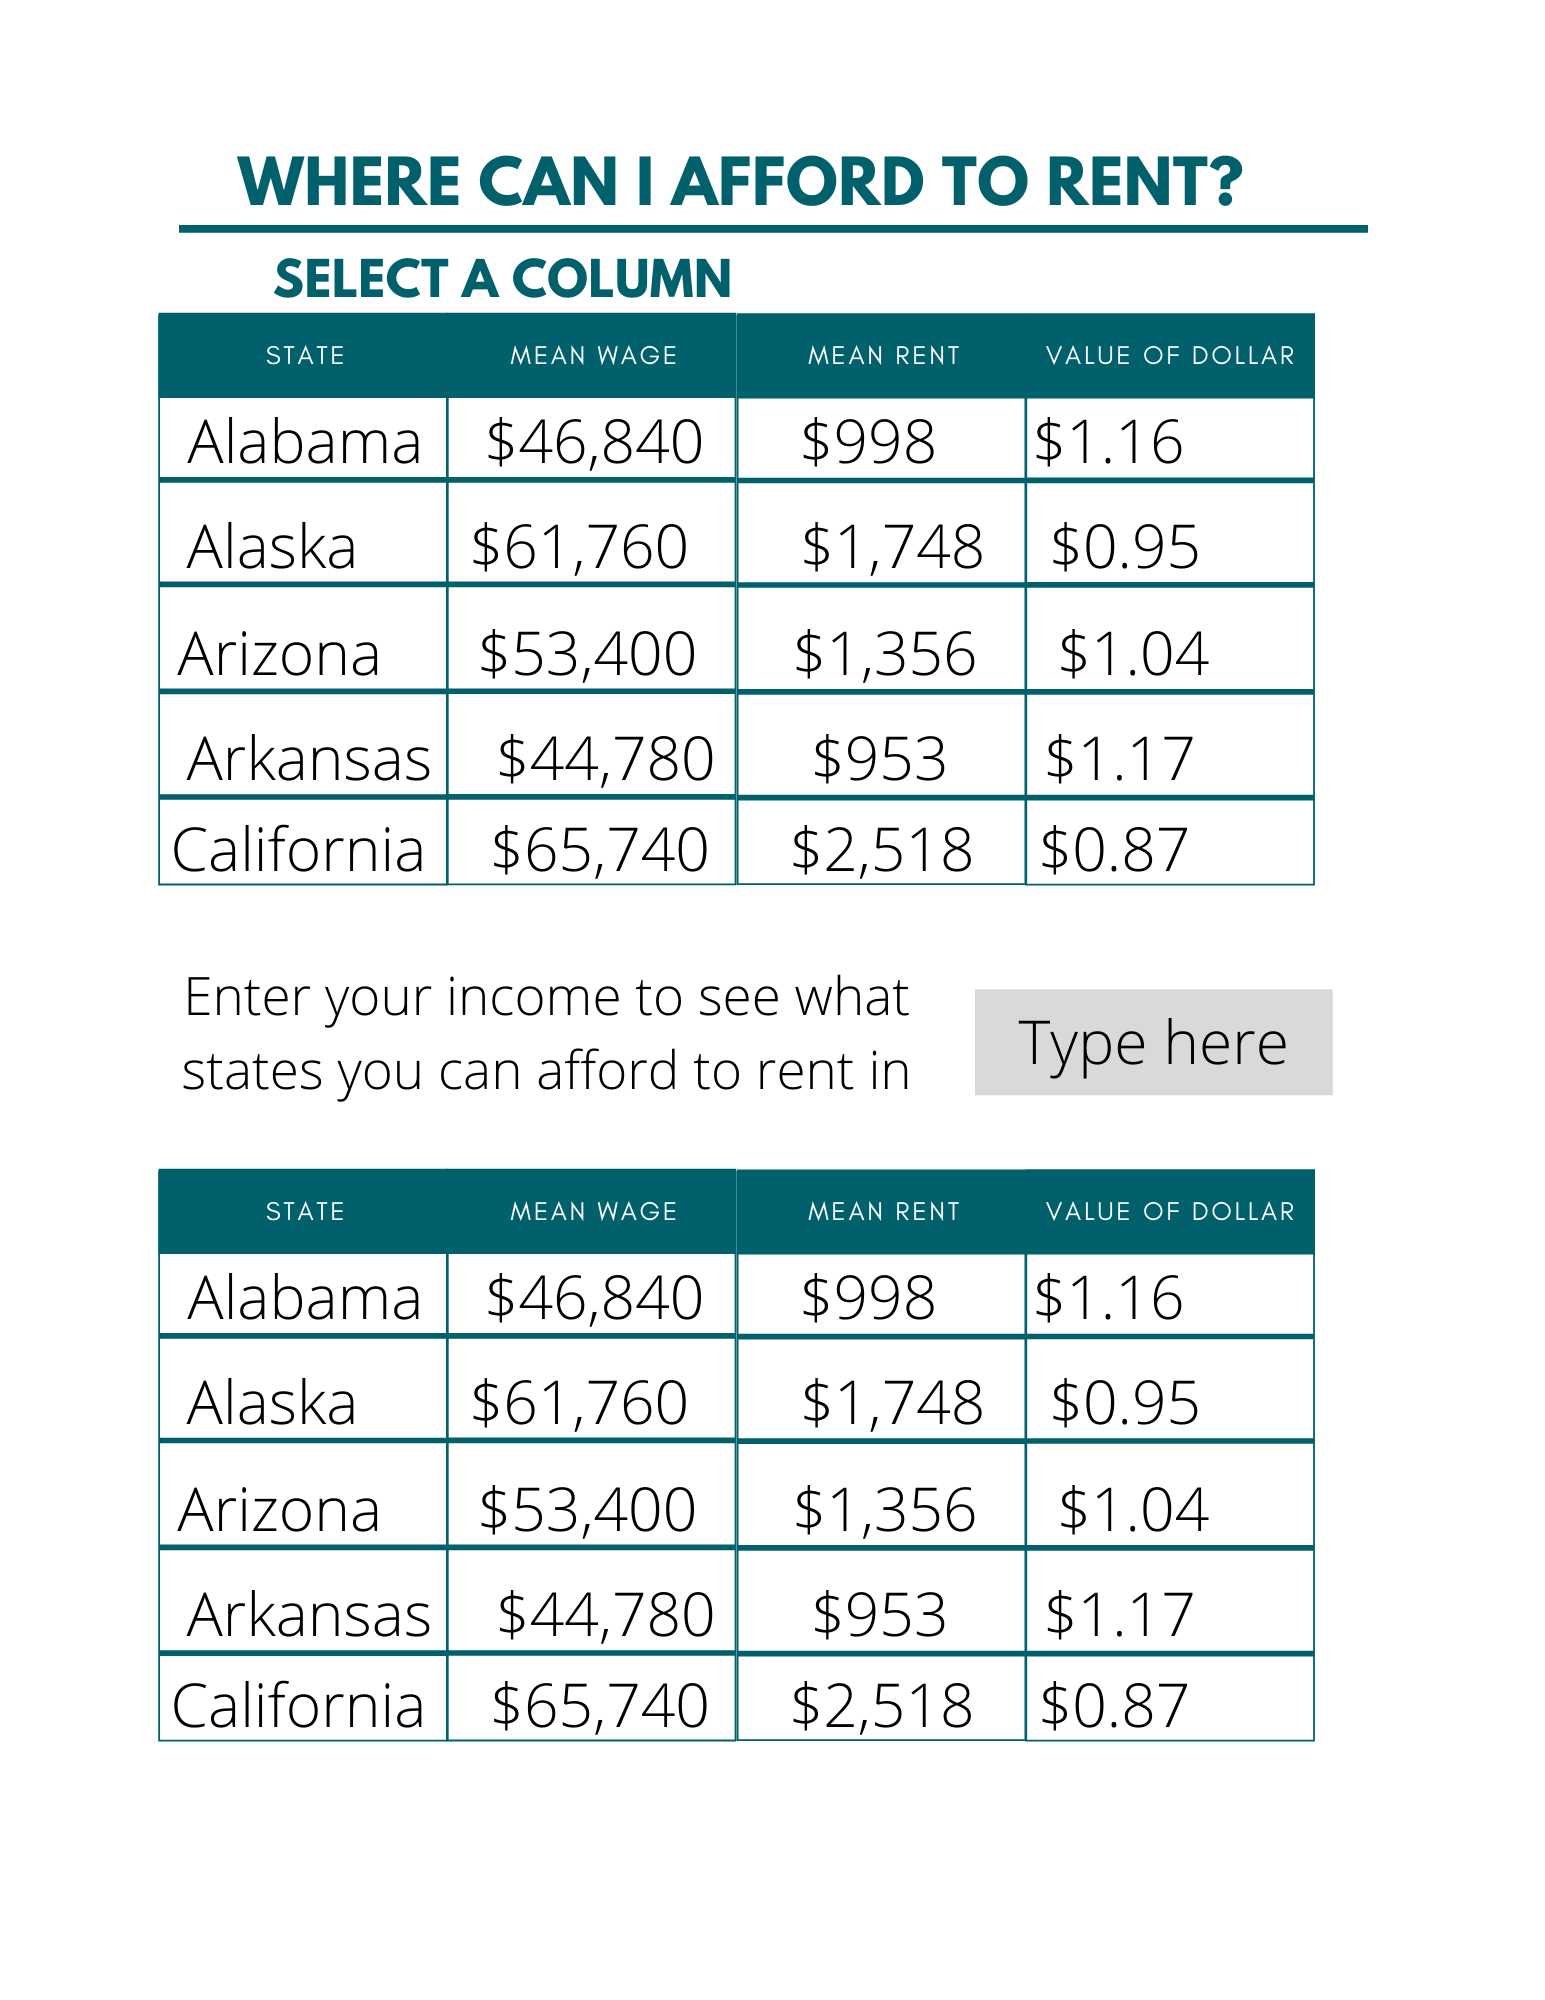 WHERE CAN I AFFORD TO RENT?
SELECT A COLUMN
STATE MEAN WAGE MEAN RENT VALUE OF DOLLAR
Alabama $46,840 $998 $1.16
Alaska $61,760 $1,748 $0.95
Arizona $53,400 $1,356 $1.04
Arkansas $44,780 $953 $1.17
California $65,740 $2,518 $0.87
Enter your income to see what
states you can afford to rent in
Type here
STATE MEAN WAGE MEAN RENT VALUE OF DOLLAR
Alabama $46,840 $998 $1.16
Alaska $61,760 $1,748 $0.95
Arizona $53,400 $1,356 $1.04
Arkansas $44,780 $953 $1.17
California $65,740 $2,518 $0.87